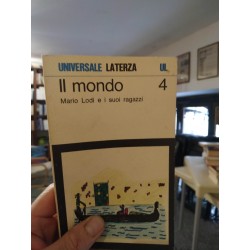 UNIVERSALE LATERZA UL
Il mondo 4
Mario Lodi e i suoi ragazzi